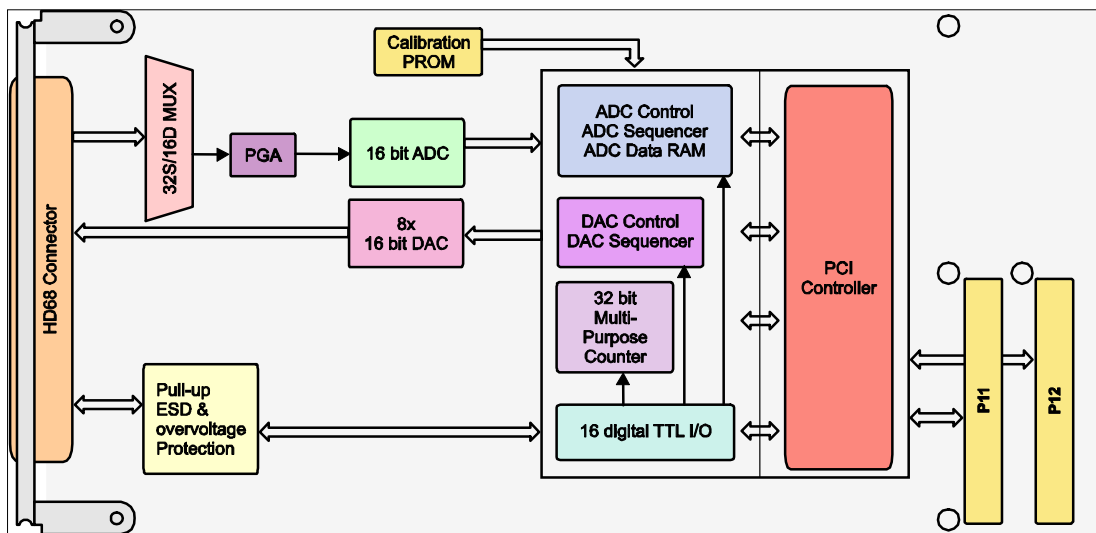 Calibration
PROM
HD68 Connector
32S/16D MUX
PGA
16 bit ADC
ADC Control
ADC Sequencer
ADC Data RAM
8x
16 bit DAC
DAC Control
DAC Sequencer
32 bit
Multi-
Purpose
Counter
PCI
Controller
Pull-up
ESD &
overvoltage
Protection
16 digital TTL I/O
P11
P12